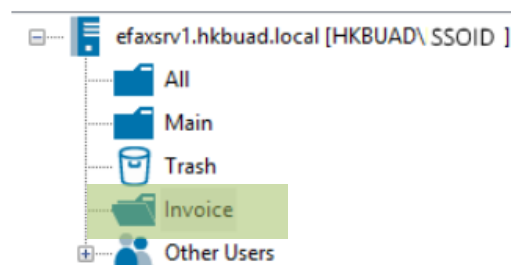 efaxsrv1.hkbuad.local [HKBUAD\ SSOID ]
All
Main
Trash
Invoice
Other Users